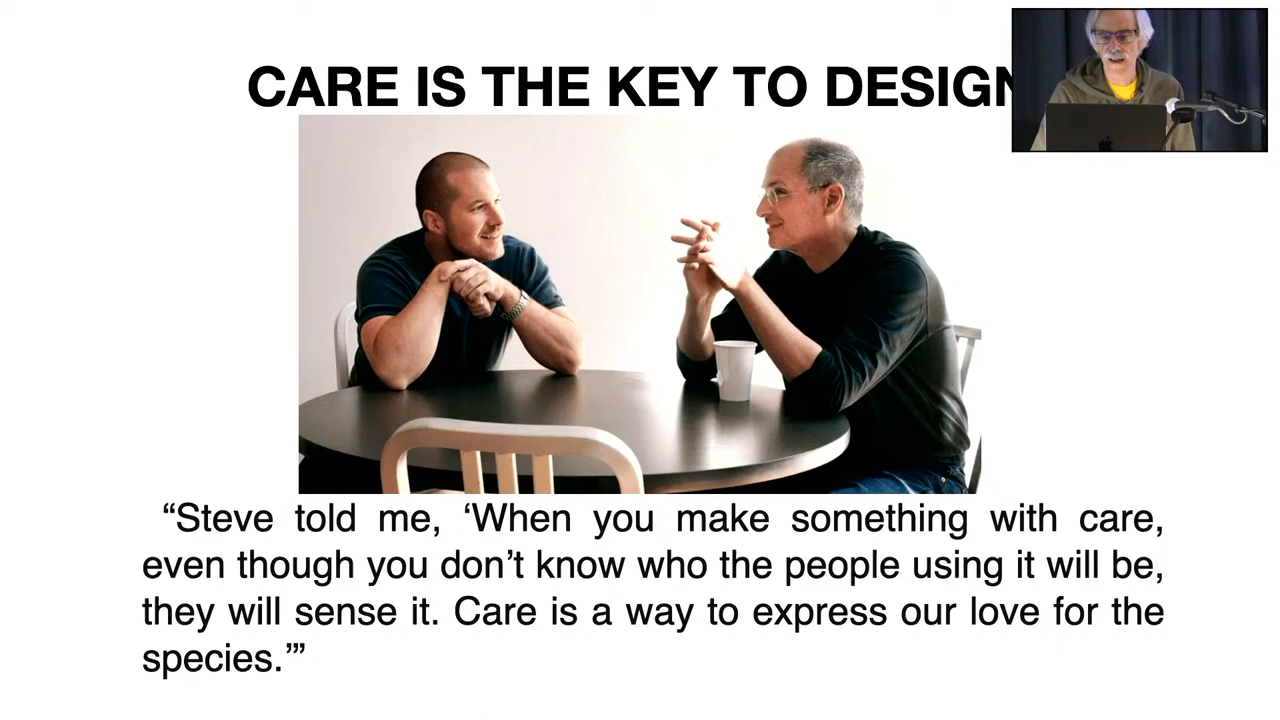 CARE IS THE KEY TO DESIGN
“Steve told me, ‘When you make something with care,
even though you don’t know who the people using it will be,
they will sense it. Care is a way to express our love for the
species.’”